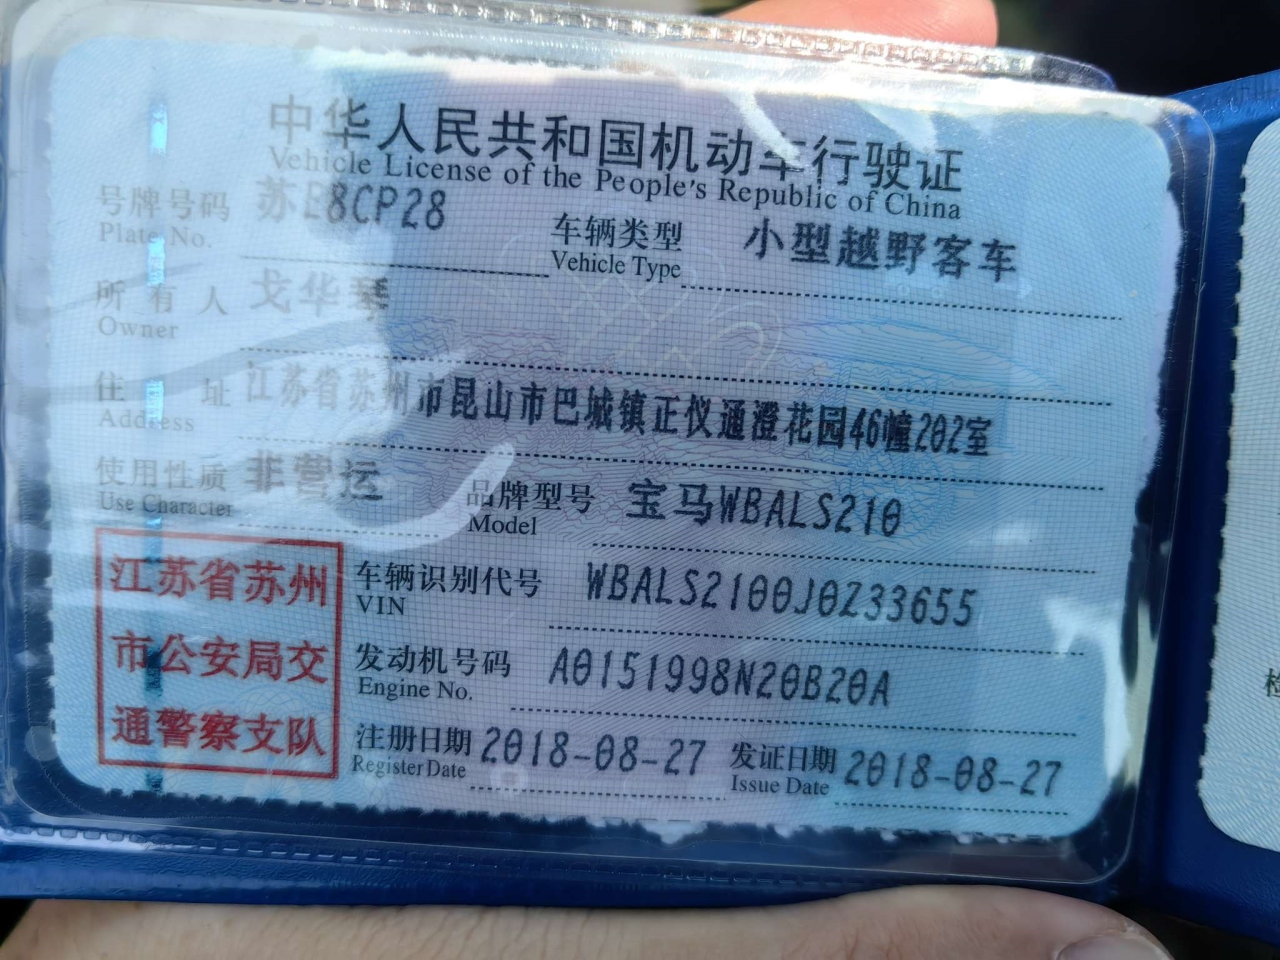 中华人民共和国机动车行驶证
Vehicle License of the People's Republic of China
号牌号码 苏E8CP28 车辆类型 小型越野客车
Plate No. Vehicle Type
所有人 戈华琴
Owner
住址 江苏省苏州市昆山市巴城镇正仪通澄花园46幢202室
Address
使用性质 非营运 品牌型号 宝马WBALS210
Use Character Model
江苏省苏州
市公安局交
通警察支队
车辆识别代号 WBALS2100J0Z33655
VIN
发动机号码 A0151998N20B20A
Engine No.
注册日期 2018-08-27 发证日期 2018-08-27
Register Date Issue Date